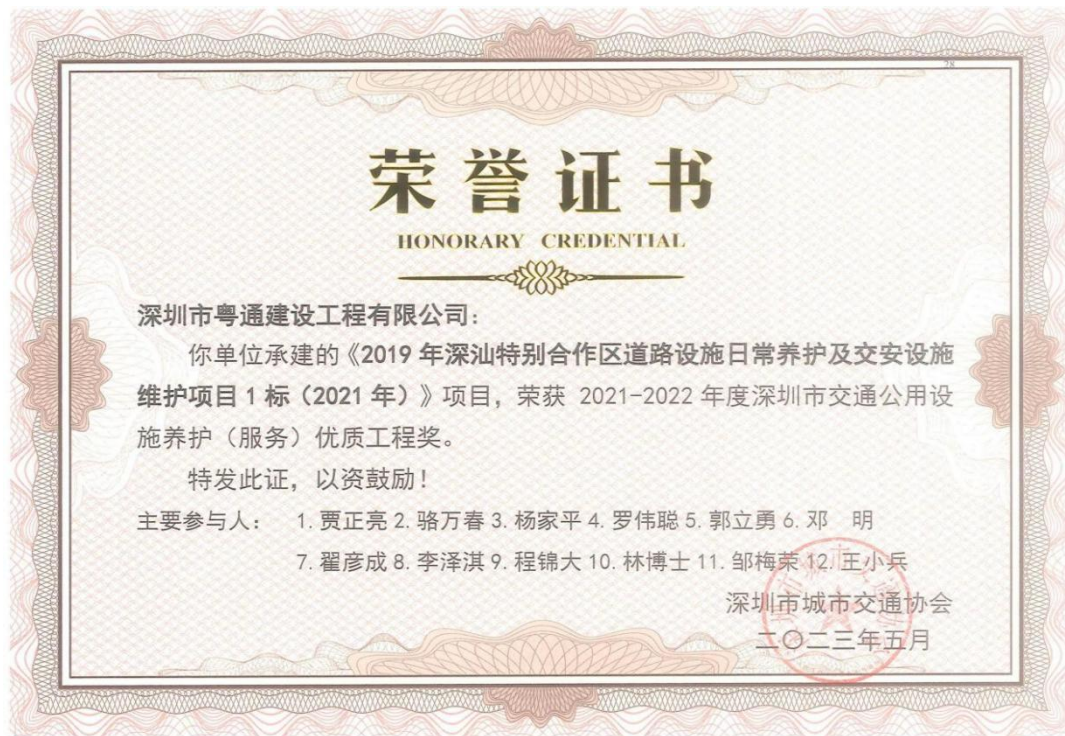 78
荣誉证书
HONORARY CREDENTIAL
深圳市粤通建设工程有限公司：
你单位承建的《2019 年深汕特别合作区道路设施日常养护及交安设施
维护项目 1 标（2021 年）》项目，荣获 2021-2022 年度深圳市交通公用设
施养护（服务）优质工程奖。
特发此证，以资鼓励！
主要参与人： 1. 贾正亮 2. 骆万春 3. 杨家平 4. 罗伟聪 5. 郭立勇 6. 邓 明
7. 翟彦成 8. 李泽淇 9. 程锦大 10. 林博士 11. 邹梅荣 12. 王小兵
深圳市城市交通协会
二〇二三年五月